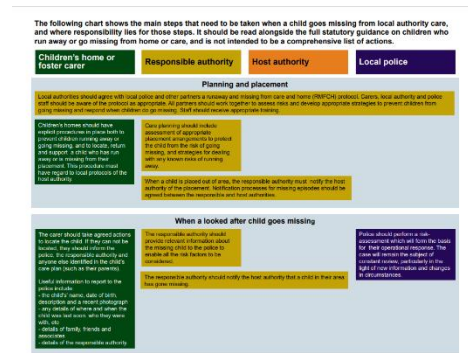 The following chart shows the main steps that need to be taken when a child goes missing from local authority care,
and where responsibility lies for those steps. It should be read alongside the full statutory guidance on children who
run away or go missing from home or care, and is not intended to be a comprehensive list of actions.
Children's home or
foster carer
Responsible authority
Host authority
Local police
Planning and placement
Local authorities should agree with local police and other partners a runaway and missing from care and home (RMFCH) protocol. Carers, local authority and police
staff should be aware of the protocol as appropriate. All partners should work together to assess risks and develop appropriate strategies to prevent children from
going missing and respond when children do go missing. Staff should receive appropriate training.
Children's homes should have
explicit procedures in place both to
prevent children running away or
going missing, and to locate, return
and support a child who has run
away or is missing from their
placement. This procedure must
have regard to local protocols of the
host authority.
Care planning should include
assessment of appropriate
placement arrangements to protect
the child from the risk of going
missing, and strategies for dealing
with any known risks of running
away.
When a child is placed out of area, the responsible authority must notify the host
authority of the placement. Notification processes for missing episodes should be
agreed between the responsible and host authorities.
When a looked after child goes missing
The carer should take agreed actions
to locate the child. If they can not be
located, they should inform the
police, the responsible authority and
anyone else identified in the child's
care plan (such as their parents).
Useful information to report to the
police include:
- the child's name, date of birth,
description and a recent photograph
- any details of where and when the
child was last seen, who they were
with, etc
- details of family, friends and
associates
- details of the responsible authority
The responsible authority should
provide relevant information about
the missing child to the police to
enable all the risk factors to be
considered.
The responsible authority should notify the host authority that a child in their area
has gone missing.
Police should perform a risk-
assessment which will form the basis
for their operational response. The
case will remain the subject of
constant review, particularly in the
light of new information and changes
in circumstances.